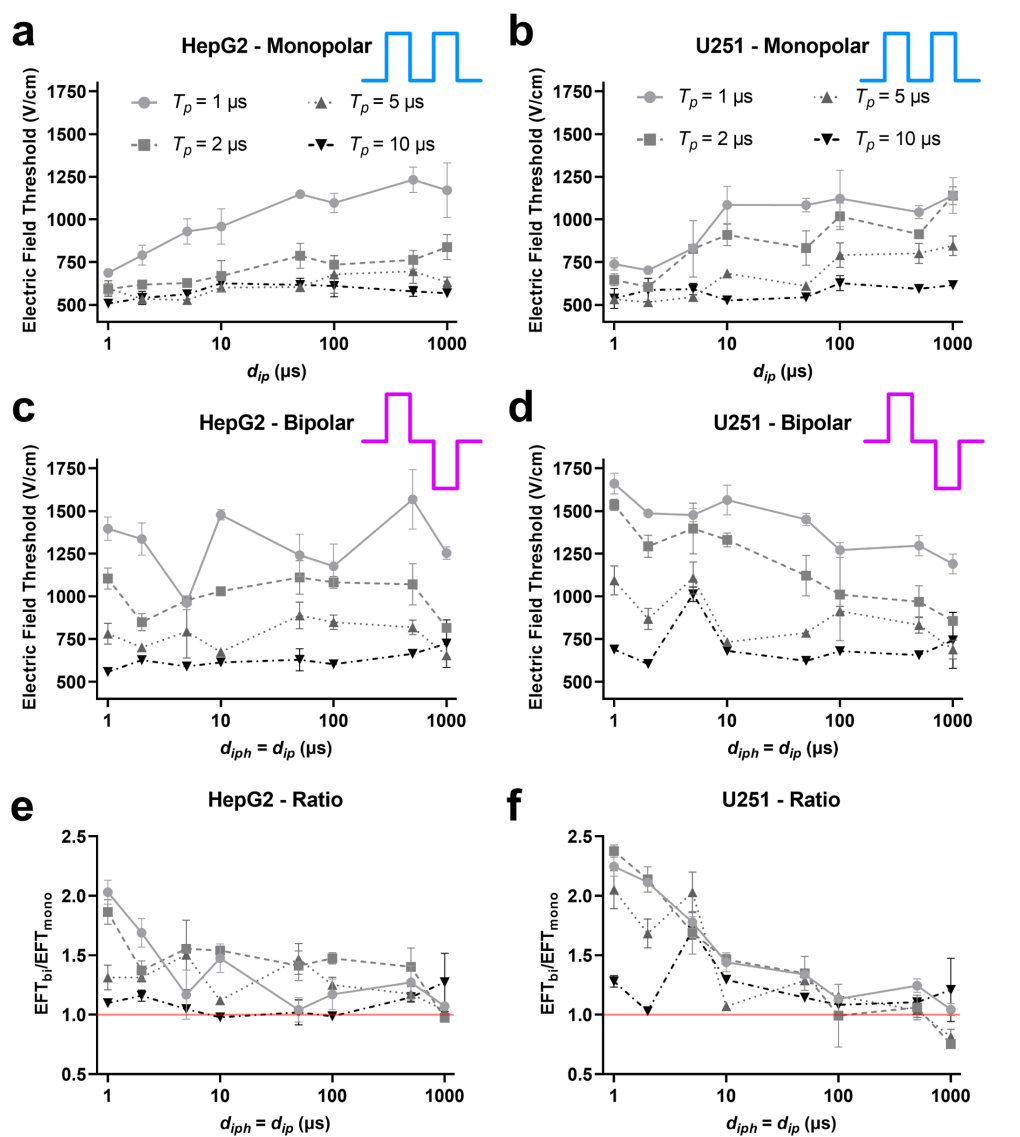 a
HepG2 - Monopolar
Electric Field Threshold (V/cm)
1750
1500
1250
1000
750
500
Tp = 1 µs
Tp = 5 µs
Tp = 2 µs
Tp = 10 µs
1 10 100 1000
dip (µs)
b
U251 - Monopolar
Electric Field Threshold (V/cm)
1750
1500
1250
1000
750
500
Tp = 1 µs
Tp = 5 µs
Tp = 2 µs
Tp = 10 µs
1 10 100 1000
dip (µs)
c
HepG2 - Bipolar
Electric Field Threshold (V/cm)
1750
1500
1250
1000
750
500
1 10 100 1000
diph = dip (µs)
d
U251 - Bipolar
Electric Field Threshold (V/cm)
1750
1500
1250
1000
750
500
1 10 100 1000
diph = dip (µs)
e
HepG2 - Ratio
EFTbi/EFTmono
2.5
2.0
1.5
1.0
0.5
1 10 100 1000
diph = dip (µs)
f
U251 - Ratio
EFTbi/EFTmono
2.5
2.0
1.5
1.0
0.5
1 10 100 1000
diph = dip (µs)